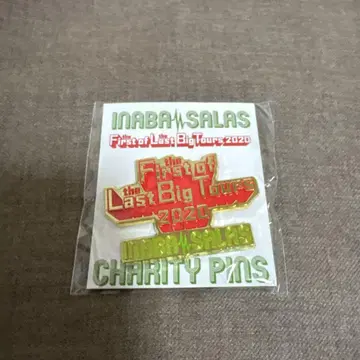 INABA SALAS
the First of the Last Big Tours 2020
the First of
the Last Big Tours
2020
INABA SALAS
CHARITY PINS